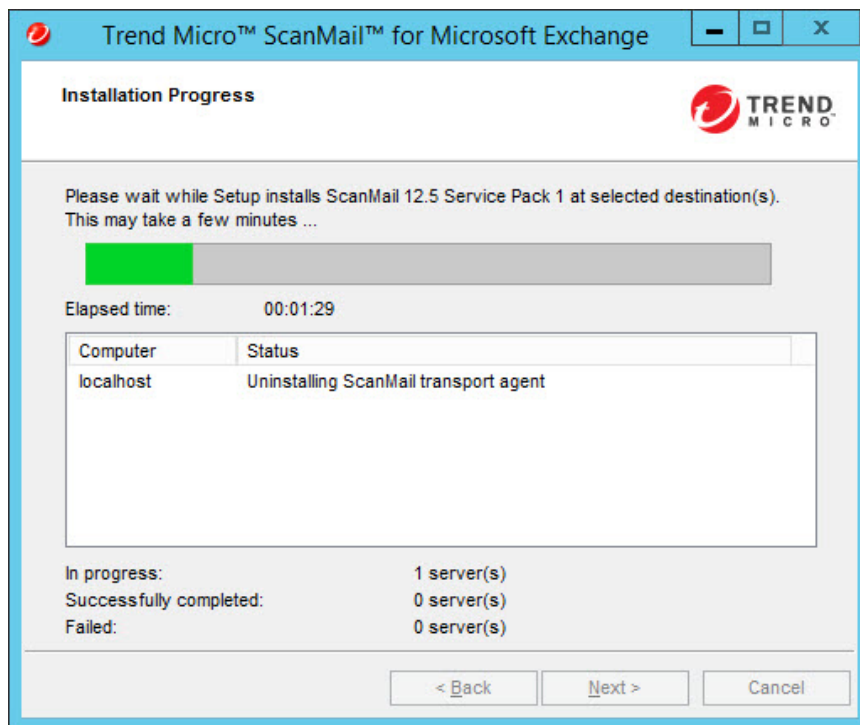 Trend Micro™ ScanMail™ for Microsoft Exchange
Installation Progress
TREND
MICRO™
Please wait while Setup installs ScanMail 12.5 Service Pack 1 at selected destination(s).
This may take a few minutes ...
Elapsed time: 00:01:29
Computer Status
localhost Uninstalling ScanMail transport agent
In progress: 1 server(s)
Successfully completed: 0 server(s)
Failed: 0 server(s)
< Back Next > Cancel